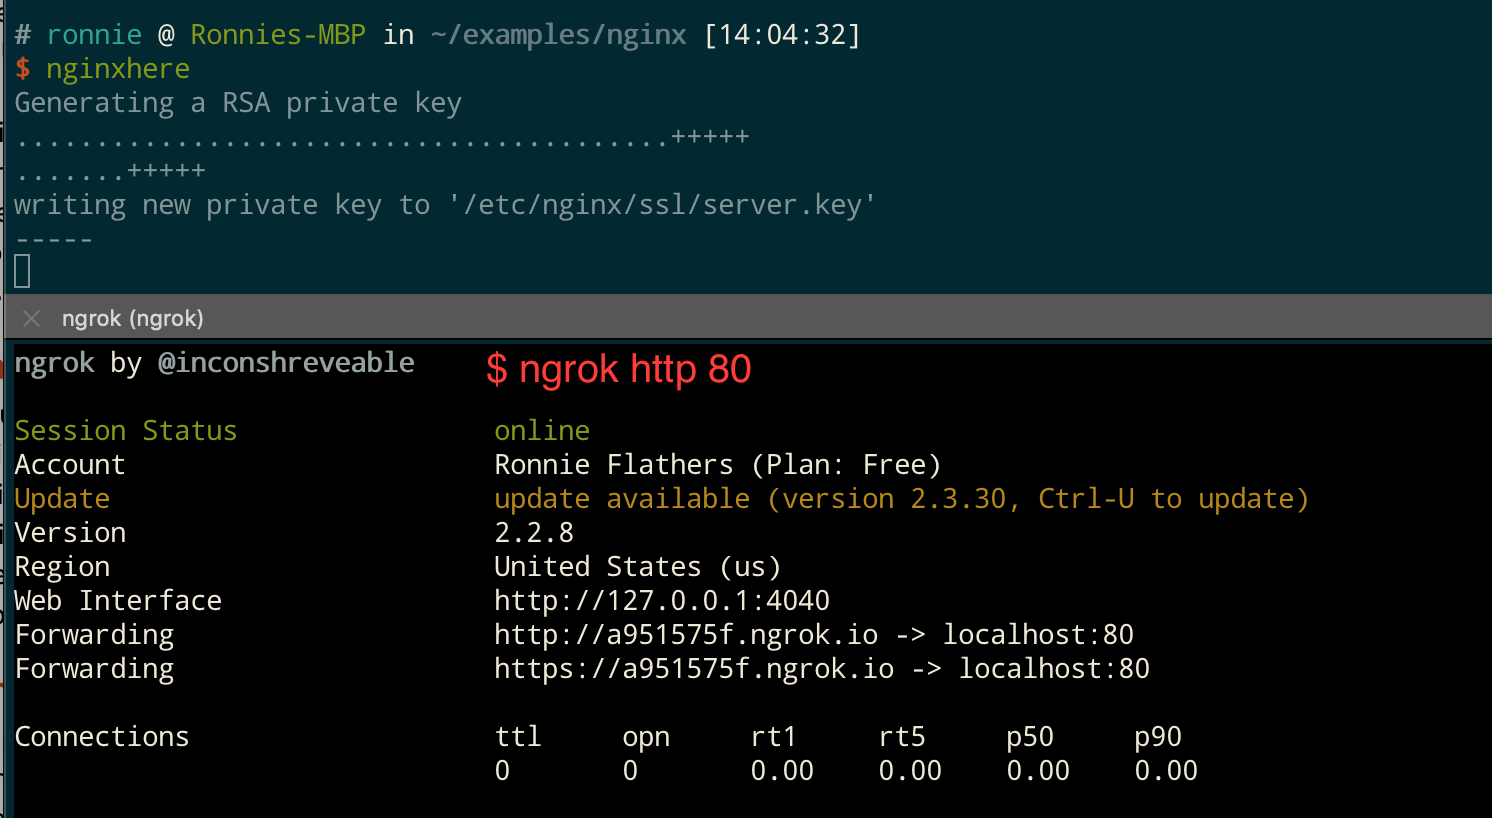 # ronnie @ Ronnies-MBP in ~/examples/nginx [14:04:32]
$ nginxhere
Generating a RSA private key
.........................................+++++
.......+++++
writing new private key to '/etc/nginx/ssl/server.key'
-----
ngrok (ngrok)
ngrok by @inconshreveable $ ngrok http 80
Session Status online
Account Ronnie Flathers (Plan: Free)
Update update available (version 2.3.30, Ctrl-U to update)
Version 2.2.8
Region United States (us)
Web Interface http://127.0.0.1:4040
Forwarding http://a951575f.ngrok.io -> localhost:80
Forwarding https://a951575f.ngrok.io -> localhost:80
Connections ttl opn rt1 rt5 p50 p90
0 0 0.00 0.00 0.00 0.00